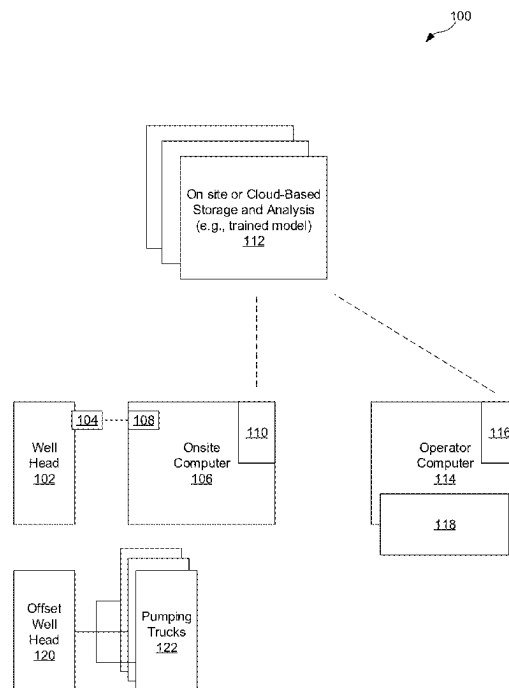 100
On site or Cloud-Based
Storage and Analysis
(e.g., trained model)
112
104
108
110
116
Well
Head
102
Onsite
Computer
106
Operator
Computer
114
118
Offset
Well
Head
120
Pumping
Trucks
122